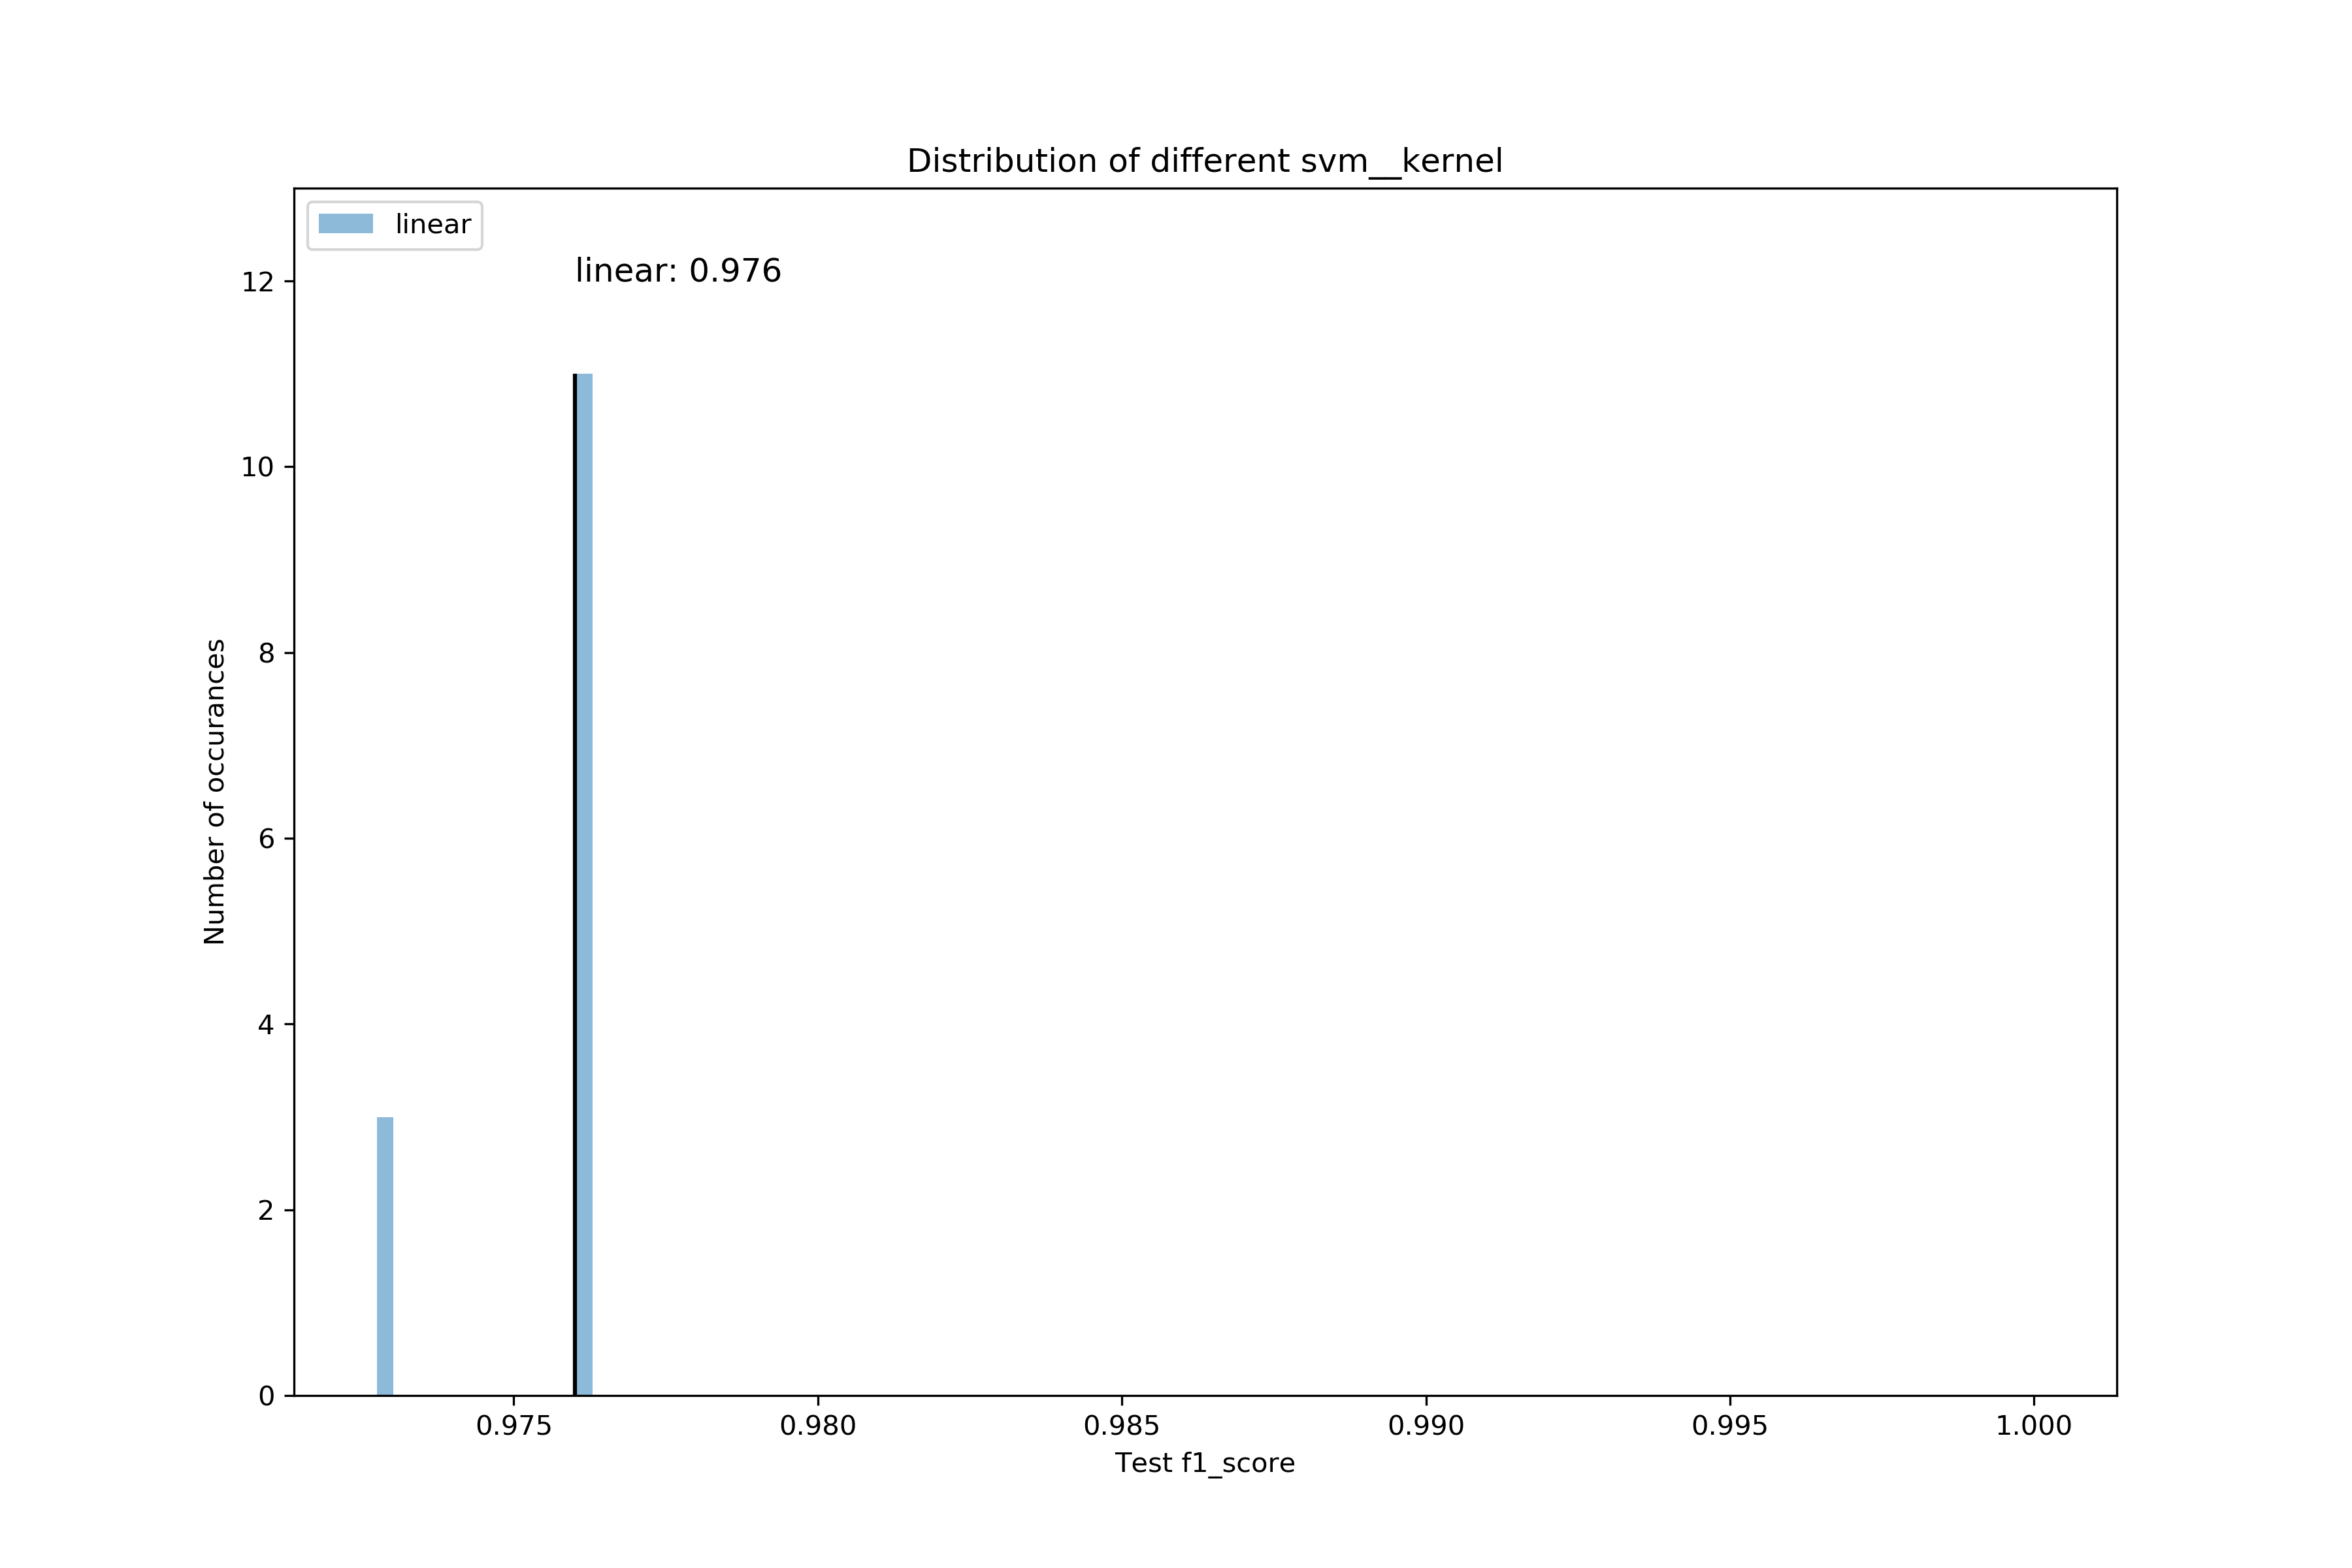 Distribution of different svm__kernel
linear
linear: 0.976
12
10
8
6
4
2
0
Number of occurances
0.975 0.980 0.985 0.990 0.995 1.000
Test f1_score